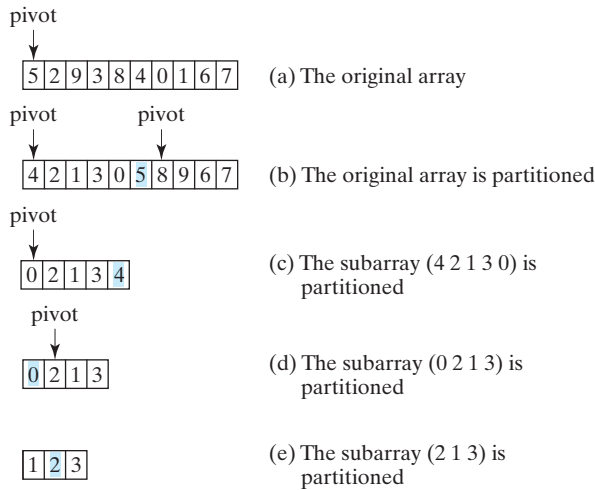 pivot
5 2 9 3 8 4 0 1 6 7
(a) The original array
pivot
pivot
4 2 1 3 0 5 8 9 6 7
(b) The original array is partitioned
pivot
0 2 1 3 4
(c) The subarray (4 2 1 3 0) is
partitioned
pivot
0 2 1 3
(d) The subarray (0 2 1 3) is
partitioned
1 2 3
(e) The subarray (2 1 3) is
partitioned